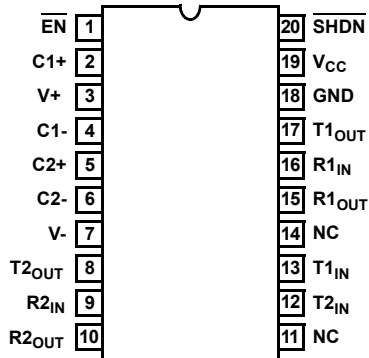 EN 1 20 SHDN
C1+ 2 19 VCC
V+ 3 18 GND
C1- 4 17 T1OUT
C2+ 5 16 R1IN
C2- 6 15 R1OUT
V- 7 14 NC
T2OUT 8 13 T1IN
R2IN 9 12 T2IN
R2OUT 10 11 NC